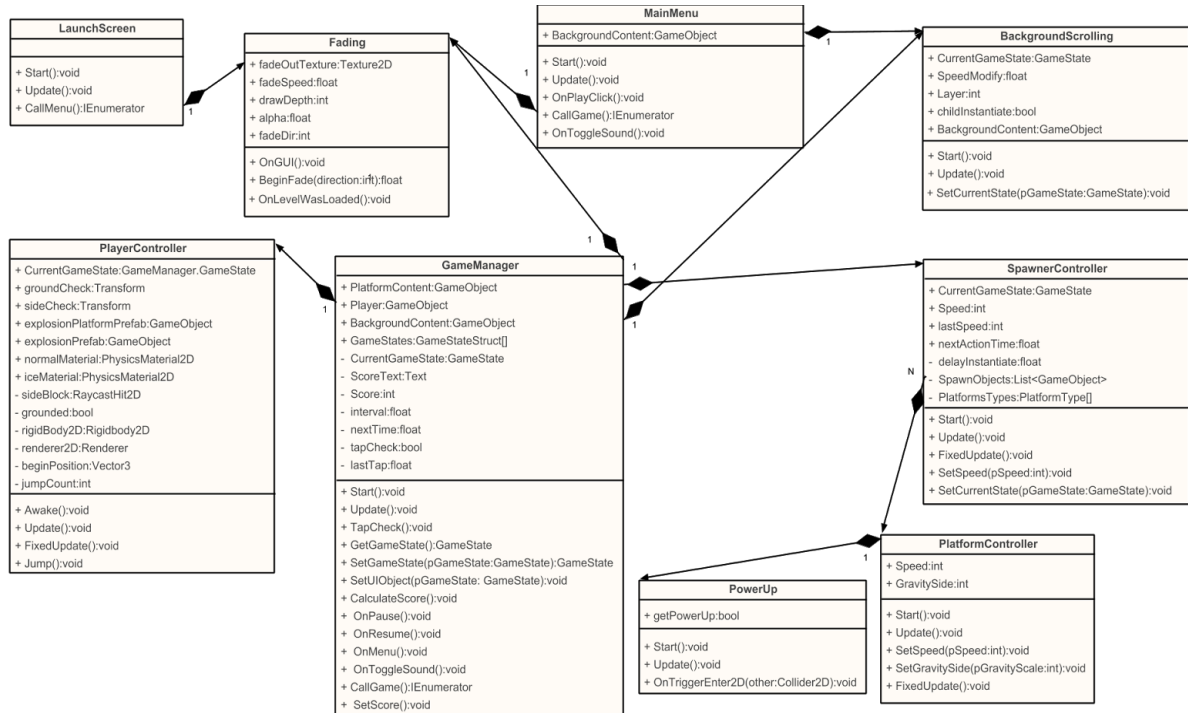 LaunchScreen
+ Start():void
+ Update():void
+ CallMenu():IEnumerator
1
Fading
+ fadeOutTexture:Texture2D
+ fadeSpeed:float
+ drawDepth:int
+ alpha:float
+ fadeDir:int
+ OnGUI():void
+ BeginFade(direction:int):float
1
+ OnLevelWasLoaded():void
MainMenu
+ BackgroundContent:GameObject
+ Start():void
+ Update():void
+ OnPlayClick():void
+ CallGame():IEnumerator
+ OnToggleSound():void
1
1
BackgroundScrolling
+ CurrentGameState:GameState
+ SpeedModify:float
+ Layer:int
+ childInstantiate:bool
+ BackgroundContent:GameObject
+ Start():void
+ Update():void
+ SetCurrentState(pGameState:GameState):void
PlayerController
+ CurrentGameState:GameManager.GameState
+ groundCheck:Transform
+ sideCheck:Transform
+ explosionPlatformPrefab:GameObject
+ explosionPrefab:GameObject
+ normalMaterial:PhysicsMaterial2D
+ iceMaterial:PhysicsMaterial2D
- sideBlock:RaycastHit2D
- grounded:bool
- rigidBody2D:Rigidbody2D
- renderer2D:Renderer
- beginPosition:Vector3
- jumpCount:int
+ Awake():void
+ Update():void
+ FixedUpdate():void
+ Jump():void
1
GameManager
+ PlatformContent:GameObject
+ Player:GameObject
+ BackgroundContent:GameObject
+ GameStates:GameStateStruct[]
- CurrentGameState:GameState
- ScoreText:Text
- Score:int
- interval:float
- nextTime:float
- tapCheck:bool
- lastTap:float
+ Start():void
+ Update():void
+ TapCheck():void
+ GetGameState():GameState
+ SetGameState(pGameState:GameState):GameState
+ SetUIObject(pGameState: GameState):void
+ CalculateScore():void
+ OnPause():void
+ OnResume():void
+ OnMenu():void
+ OnToggleSound():void
+ CallGame():IEnumerator
+ SetScore():void
1
1
1
SpawnerController
+ CurrentGameState:GameState
+ Speed:int
+ lastSpeed:int
+ nextActionTime:float
- delayInstantiate:float
- SpawnObjects:List<GameObject>
- PlatformsTypes:PlatformType[]
+ Start():void
+ Update():void
+ FixedUpdate():void
+ SetSpeed(pSpeed:int):void
+ SetCurrentState(pGameState:GameState):void
N
PlatformController
+ Speed:int
+ GravitySide:int
+ Start():void
+ Update():void
+ SetSpeed(pSpeed:int):void
+ SetGravitySide(pGravityScale:int):void
+ FixedUpdate():void
1
PowerUp
+ getPowerUp:bool
+ Start():void
+ Update():void
+ OnTriggerEnter2D(other:Collider2D):void